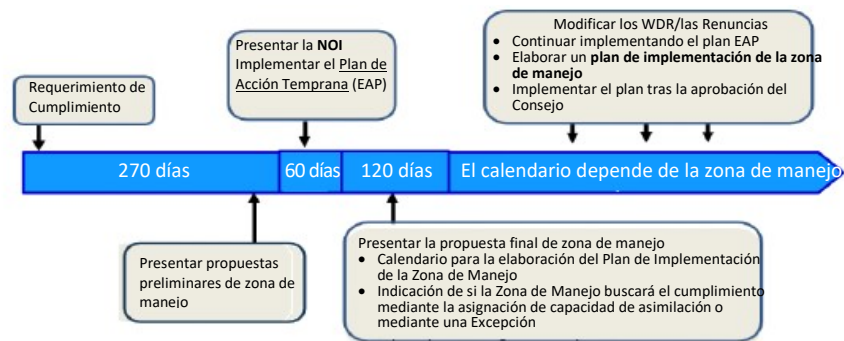 Requerimiento de
Cumplimiento
Presentar la NOI
Implementar el Plan de
Acción Temprana (EAP)
Modificar los WDR/las Renuncias
• Continuar implementando el plan EAP
• Elaborar un plan de implementación de la zona
de manejo
• Implementar el plan tras la aprobación del
Consejo
270 días
60 días
120 días
El calendario depende de la zona de manejo
Presentar propuestas
preliminares de zona de
manejo
Presentar la propuesta final de zona de manejo
• Calendario para la elaboración del Plan de Implementación
de la Zona de Manejo
• Indicación de si la Zona de Manejo buscará el cumplimiento
mediante la asignación de capacidad de asimilación o
mediante una Excepción